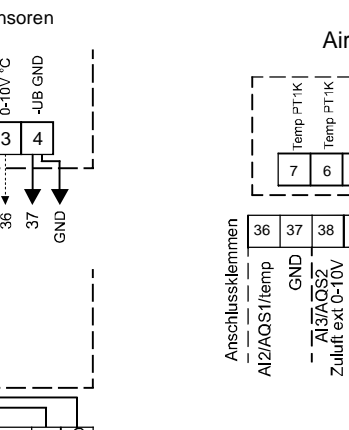 nsoren
0-10V °C
-UB GND
3 4
36
37
GND
Air
Temp PT1K
Temp PT1K
7 6
Anschlussklemmen
36 37 38
AI2/AQS1/temp
GND
AI3/AQS2
Zuluft ext 0-10V